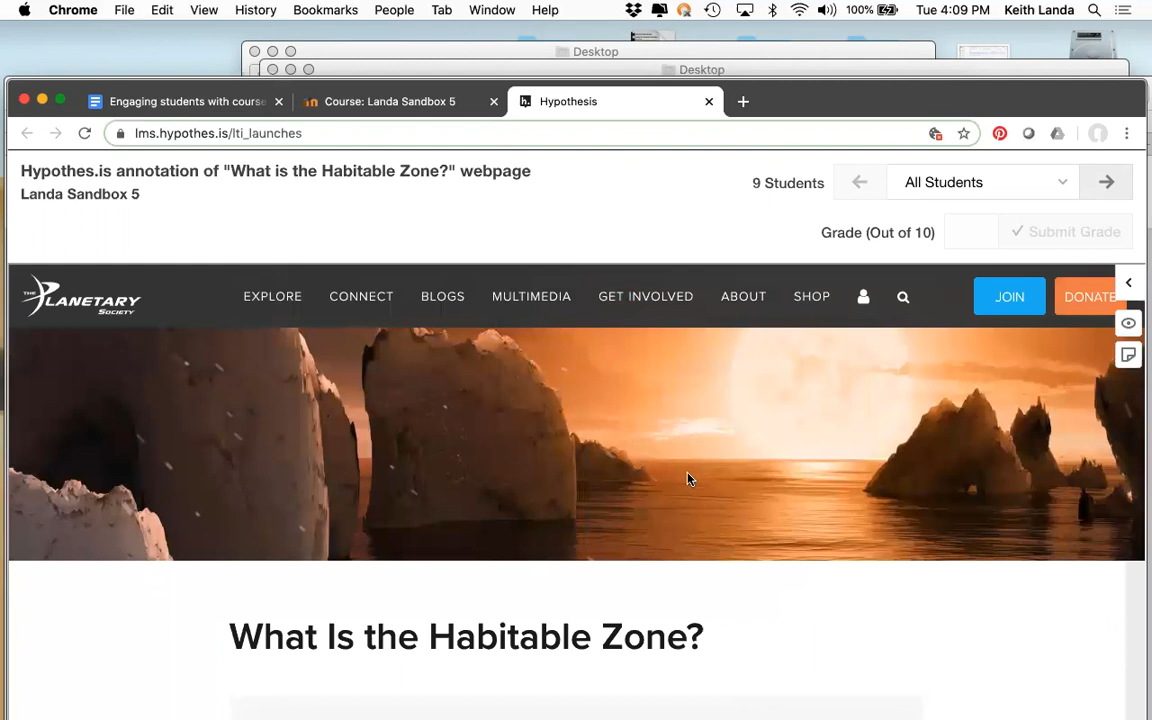 Chrome File Edit View History Bookmarks People Tab Window Help 100% Tue 4:09 PM Keith Landa
Desktop
Desktop
Engaging students with course
Course: Landa Sandbox 5
Hypothesis
lms.hypothes.is/lti_launches
Hypothes.is annotation of "What is the Habitable Zone?" webpage
Landa Sandbox 5
9 Students
All Students
Grade (Out of 10)
Submit Grade
THE PLANETARY SOCIETY
EXPLORE CONNECT BLOGS MULTIMEDIA GET INVOLVED ABOUT SHOP JOIN DONATE
What Is the Habitable Zone?